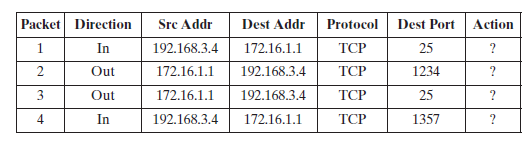 Packet Direction Src Addr Dest Addr Protocol Dest Port Action
1 In 192.168.3.4 172.16.1.1 TCP 25 ?
2 Out 172.16.1.1 192.168.3.4 TCP 1234 ?
3 Out 172.16.1.1 192.168.3.4 TCP 25 ?
4 In 192.168.3.4 172.16.1.1 TCP 1357 ?